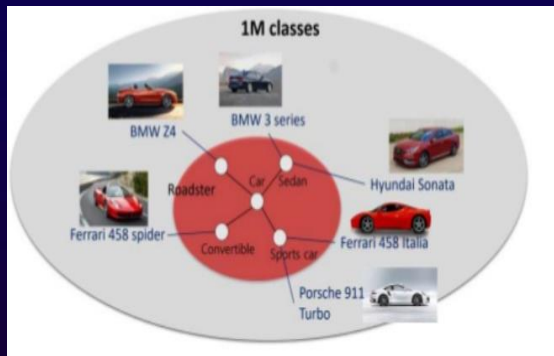 1M classes
BMW Z4
BMW 3 series
Roadster
Car
Sedan
Hyundai Sonata
Ferrari 458 spider
Convertible
Sports car
Ferrari 458 Italia
Porsche 911
Turbo